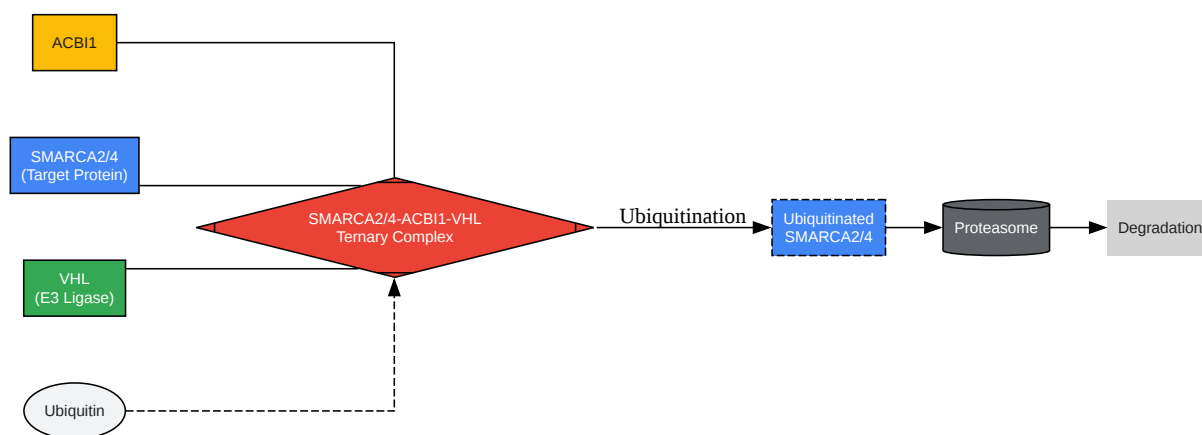 ACBI1
SMARCA2/4
(Target Protein)
SMARCA2/4-ACBI1-VHL
Ternary Complex
Ubiquitination
Ubiquitinated
SMARCA2/4
Proteasome
Degradation
VHL
(E3 Ligase)
Ubiquitin